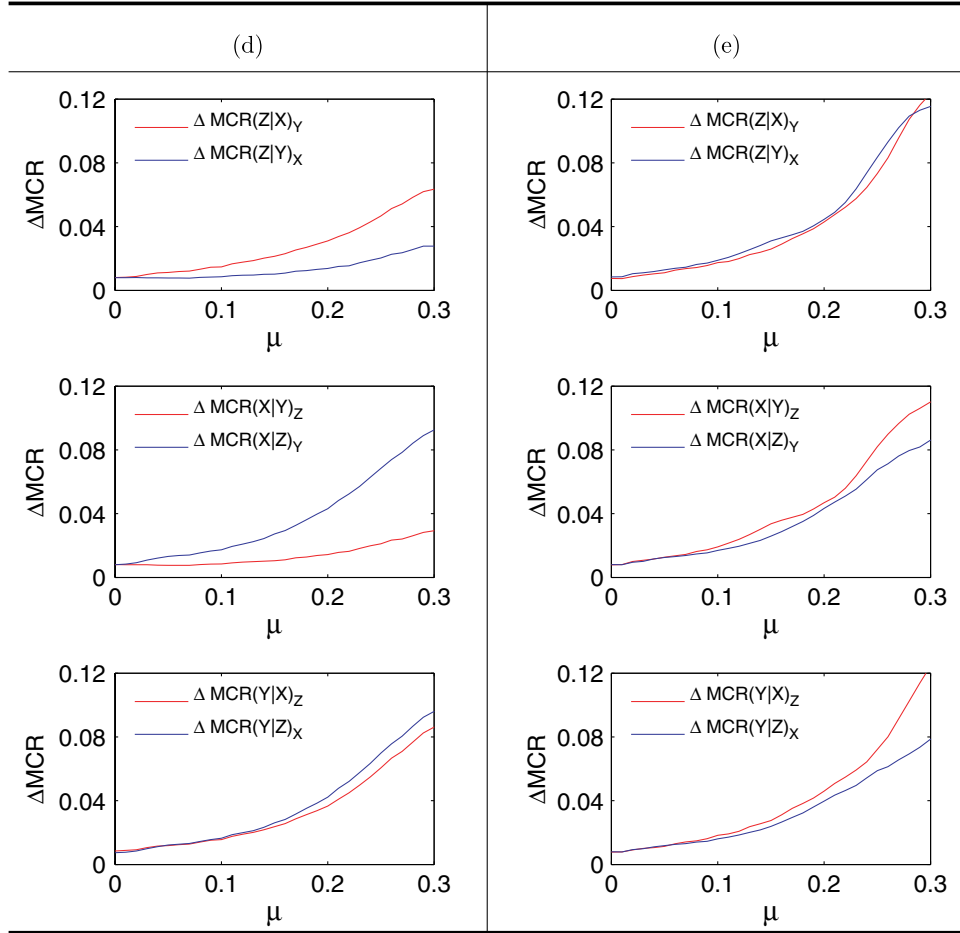 (d)
(e)
0.12
0.08
0.04
0
ΔMCR
Δ MCR(Z|X)Y
Δ MCR(Z|Y)X
0 0.1 0.2 0.3
μ
0.12
0.08
0.04
0
ΔMCR
Δ MCR(Z|X)Y
Δ MCR(Z|Y)X
0 0.1 0.2 0.3
μ
0.12
0.08
0.04
0
ΔMCR
Δ MCR(X|Y)Z
Δ MCR(X|Z)Y
0 0.1 0.2 0.3
μ
0.12
0.08
0.04
0
ΔMCR
Δ MCR(X|Y)Z
Δ MCR(X|Z)Y
0 0.1 0.2 0.3
μ
0.12
0.08
0.04
0
ΔMCR
Δ MCR(Y|X)Z
Δ MCR(Y|Z)X
0 0.1 0.2 0.3
μ
0.12
0.08
0.04
0
ΔMCR
Δ MCR(Y|X)Z
Δ MCR(Y|Z)X
0 0.1 0.2 0.3
μ